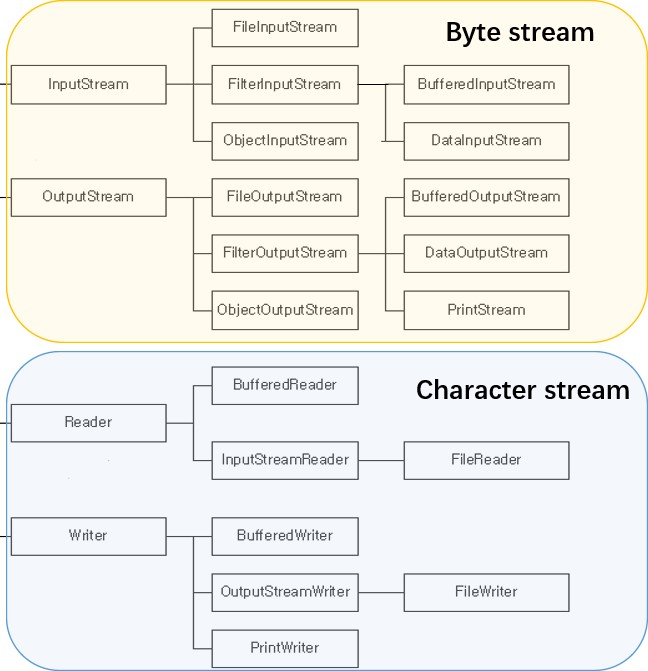 Byte stream
FileInputStream
InputStream
FilterInputStream
BufferedInputStream
ObjectInputStream
DataInputStream
OutputStream
FileOutputStream
BufferedOutputStream
FilterOutputStream
DataOutputStream
ObjectOutputStream
PrintStream
Character stream
BufferedReader
Reader
InputStreamReader
FileReader
Writer
BufferedWriter
OutputStreamWriter
FileWriter
PrintWriter